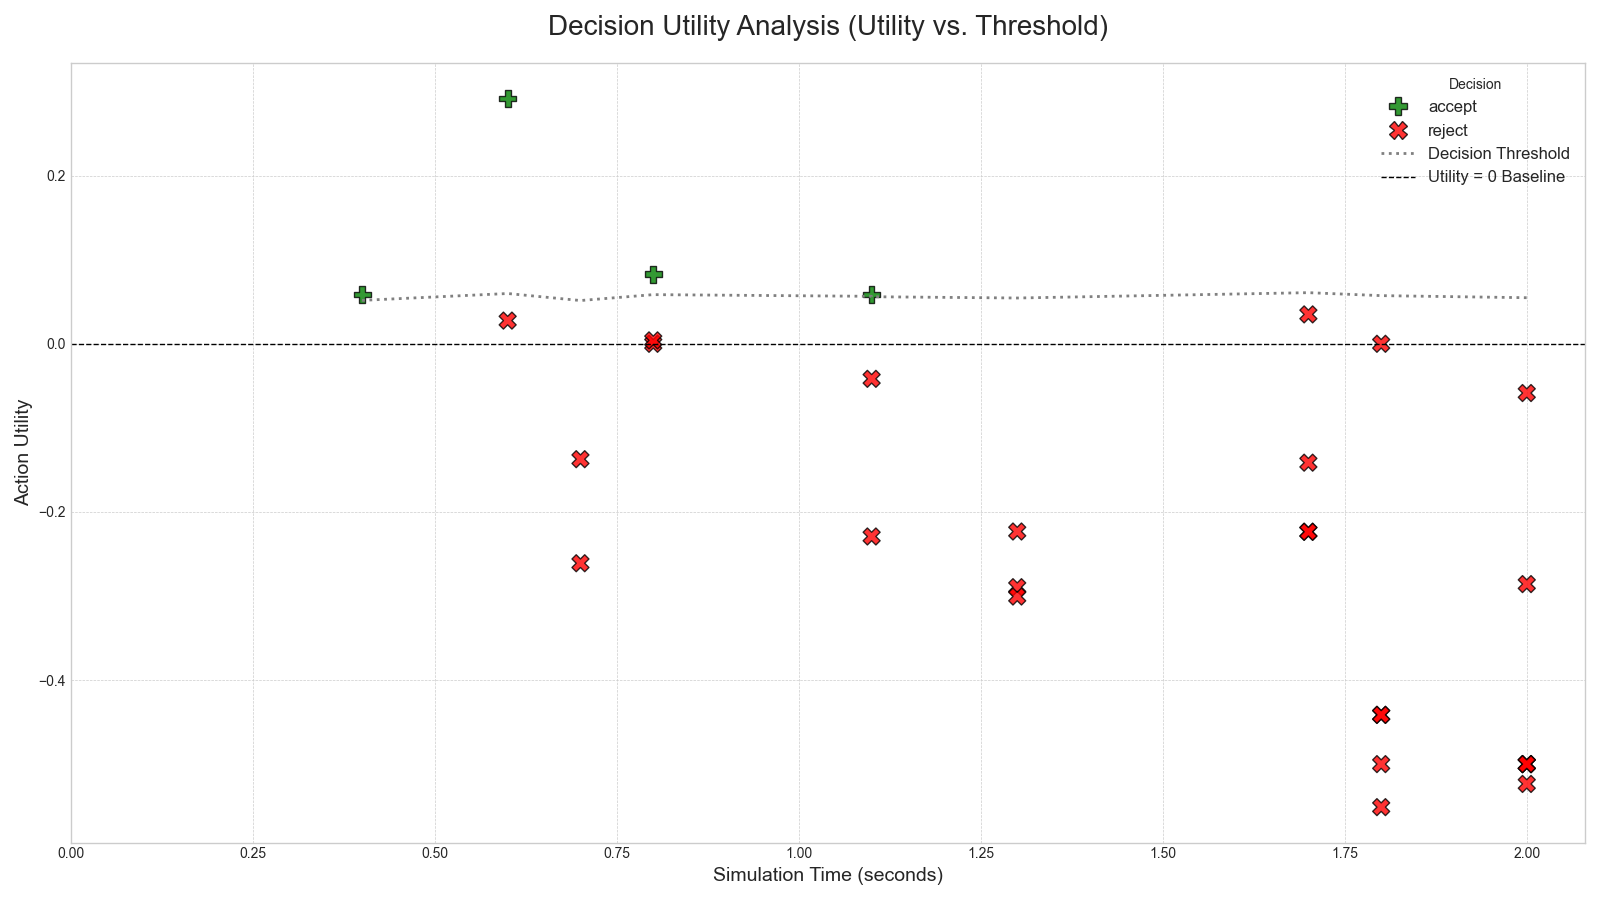 Decision Utility Analysis (Utility vs. Threshold)
Decision
accept
reject
Decision Threshold
Utility = 0 Baseline
Action Utility
0.2
0.0
−0.2
−0.4
0.00 0.25 0.50 0.75 1.00 1.25 1.50 1.75 2.00
Simulation Time (seconds)